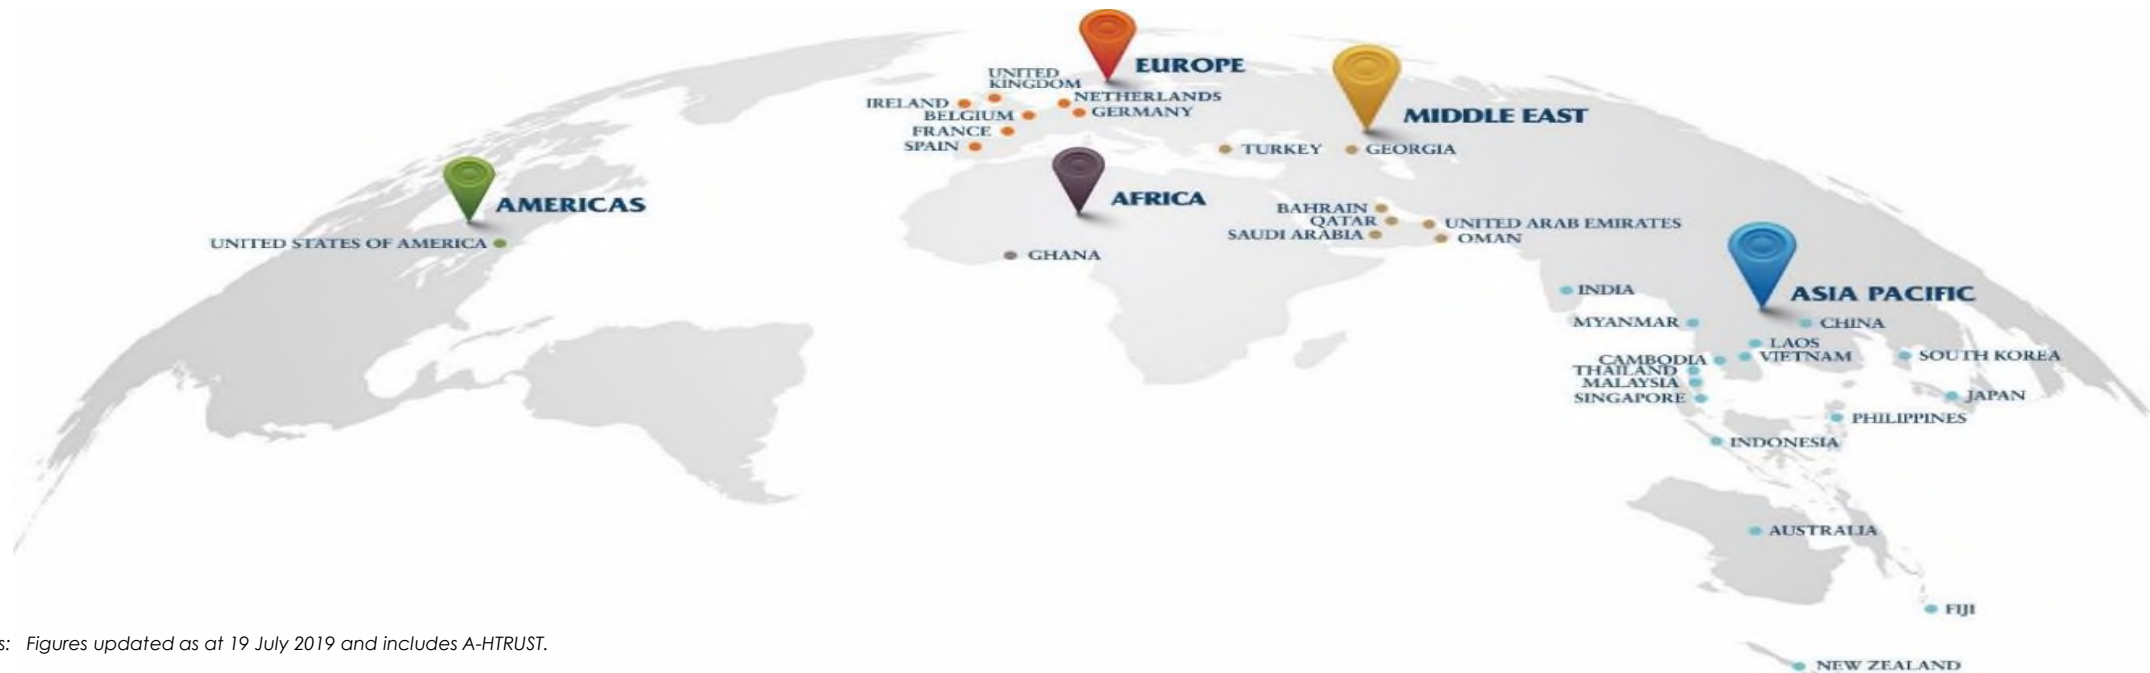 EUROPE
UNITED
KINGDOM
IRELAND
NETHERLANDS
BELGIUM
GERMANY
FRANCE
SPAIN
MIDDLE EAST
TURKEY
GEORGIA
BAHRAIN
QATAR
UNITED ARAB EMIRATES
SAUDI ARABIA
OMAN
AMERICAS
UNITED STATES OF AMERICA
AFRICA
GHANA
ASIA PACIFIC
INDIA
MYANMAR
CHINA
LAOS
CAMBODIA
VIETNAM
SOUTH KOREA
THAILAND
MALAYSIA
SINGAPORE
JAPAN
PHILIPPINES
INDONESIA
AUSTRALIA
FIJI
NEW ZEALAND
s: Figures updated as at 19 July 2019 and includes A-HTRUST.